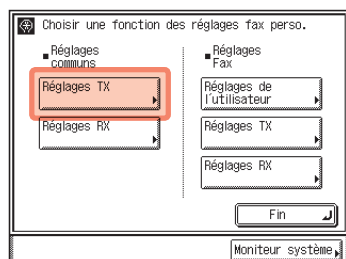 Choisir une fonction des réglages fax perso.
Réglages
communs
Réglages TX
Réglages RX
Réglages
Fax
Réglages de
l'utilisateur
Réglages TX
Réglages RX
Fin
Moniteur système